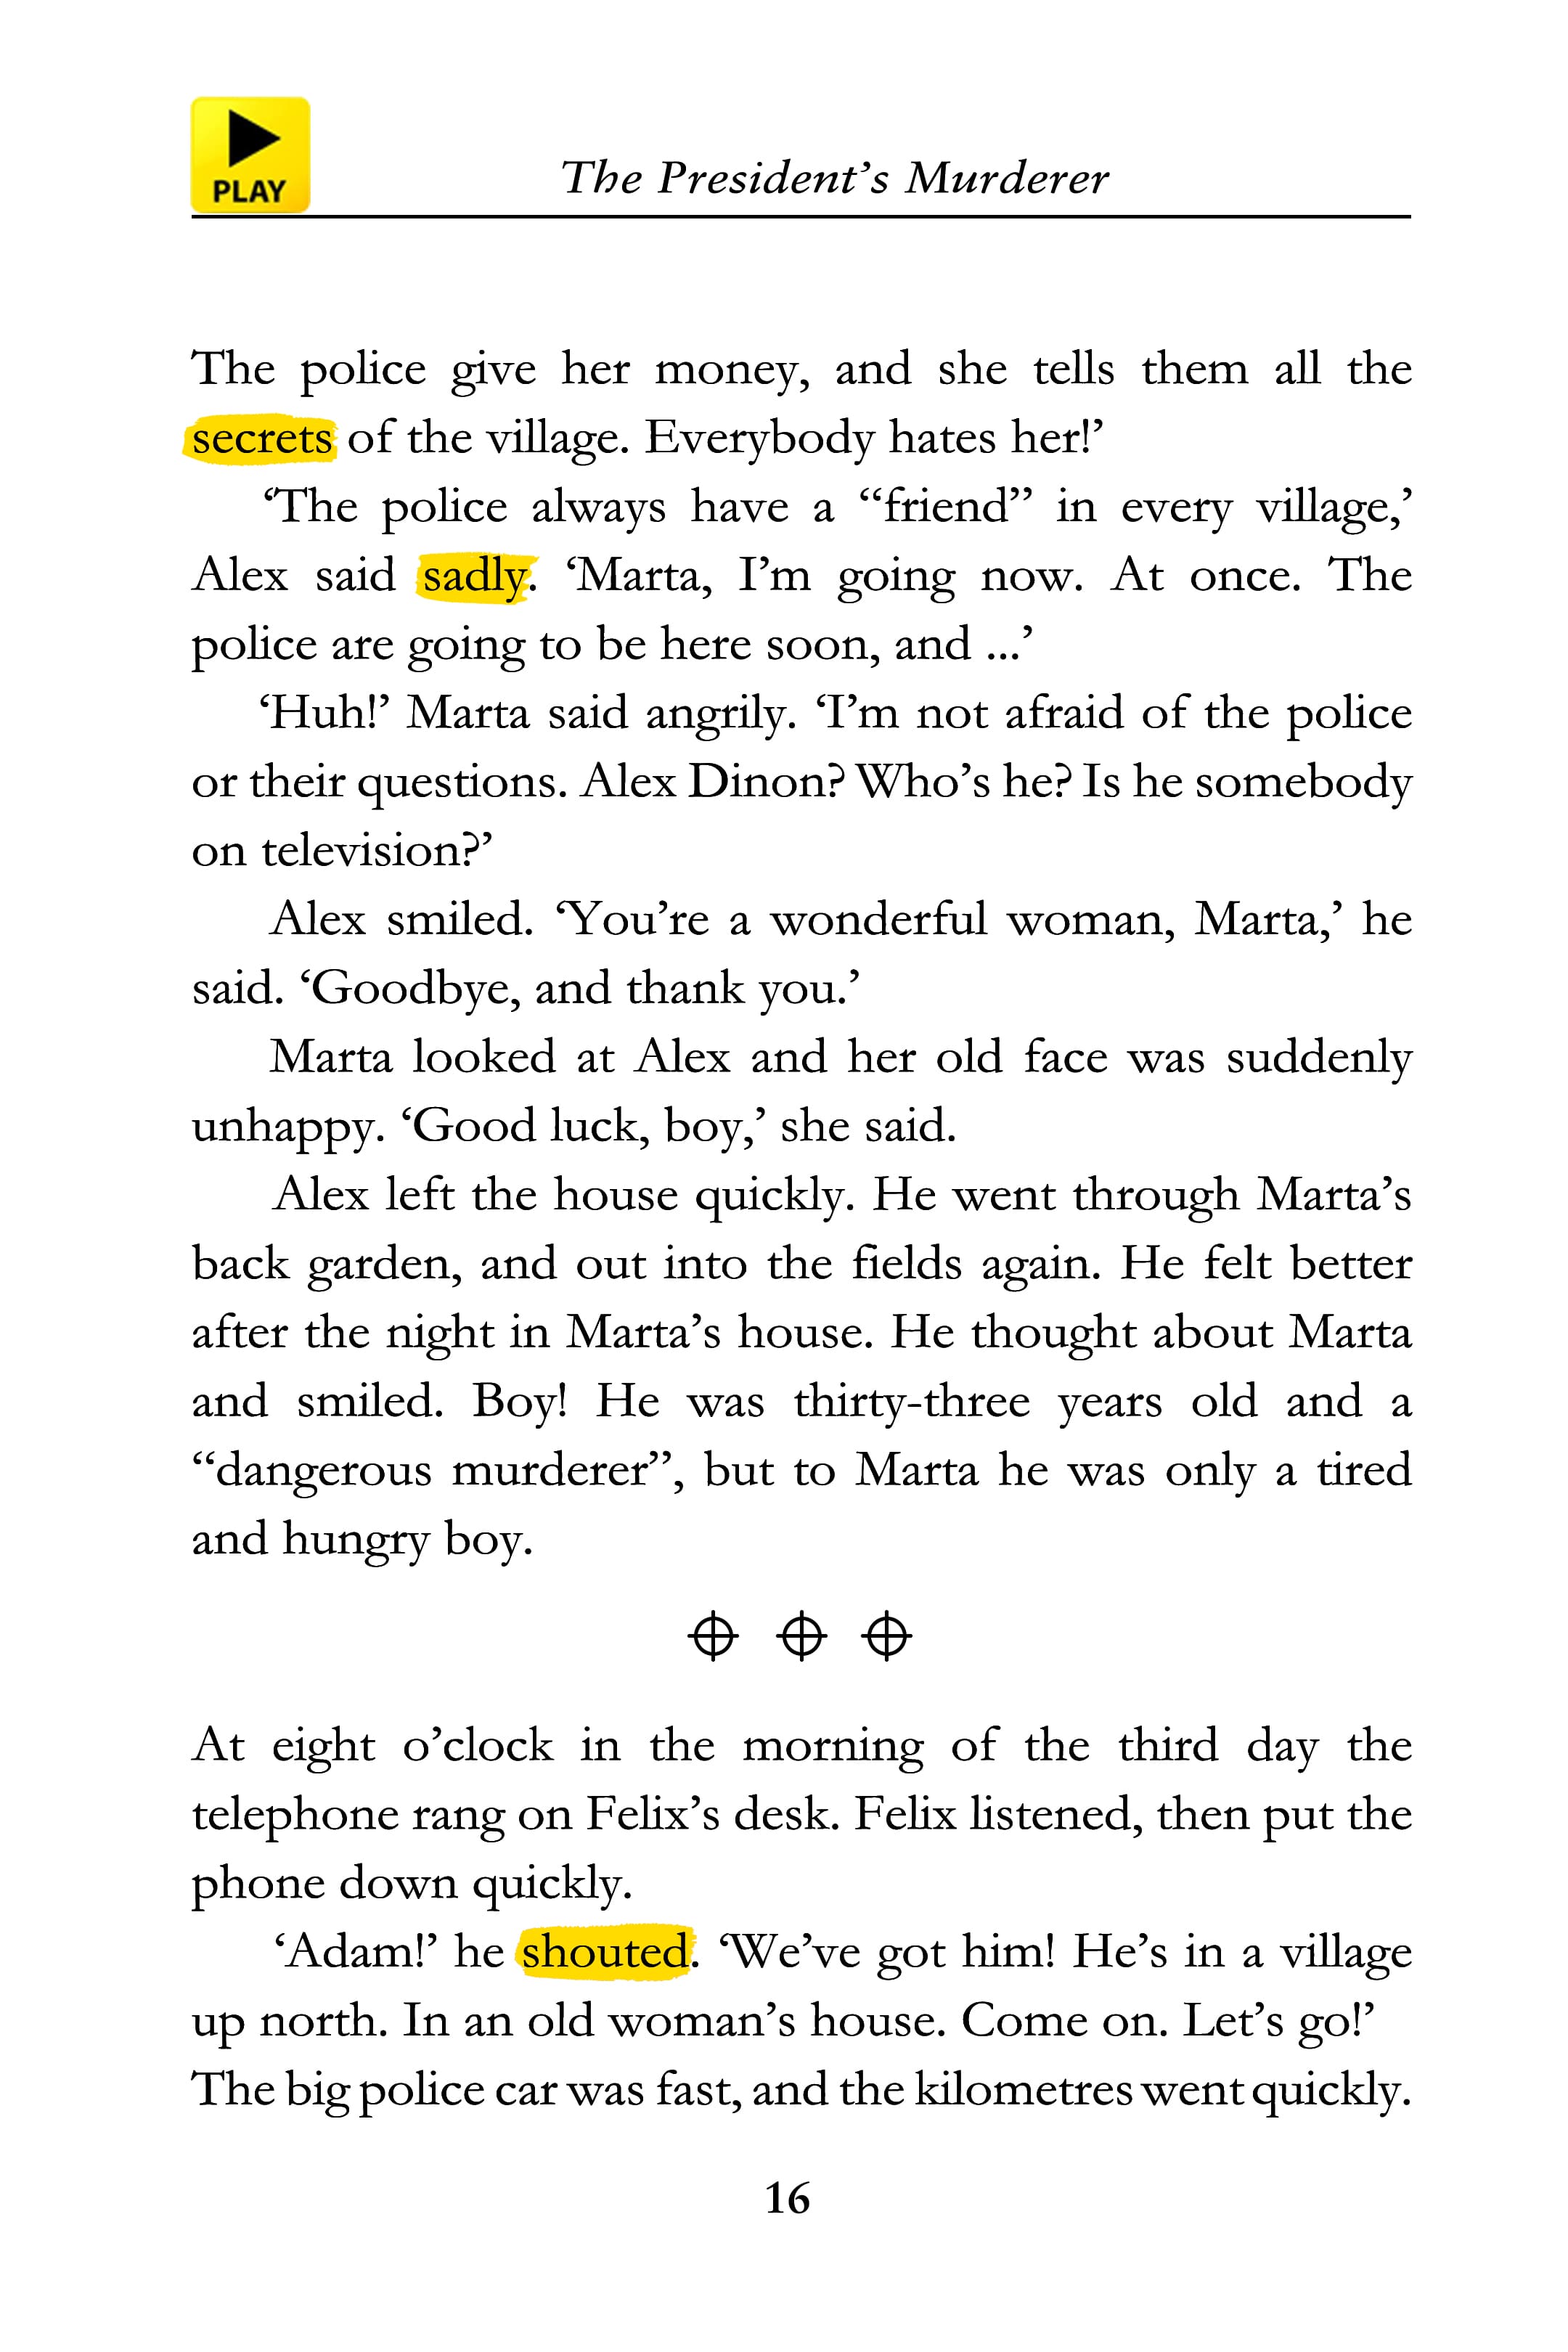 PLAY
The President’s Murderer
The police give her money, and she tells them all the
secrets of the village. Everybody hates her!’
‘The police always have a “friend” in every village,’
Alex said sadly. ‘Marta, I’m going now. At once. The
police are going to be here soon, and ...’
‘Huh!’ Marta said angrily. ‘I’m not afraid of the police
or their questions. Alex Dinon? Who’s he? Is he somebody
on television?’
Alex smiled. ‘You’re a wonderful woman, Marta,’ he
said. ‘Goodbye, and thank you.’
Marta looked at Alex and her old face was suddenly
unhappy. ‘Good luck, boy,’ she said.
Alex left the house quickly. He went through Marta’s
back garden, and out into the fields again. He felt better
after the night in Marta’s house. He thought about Marta
and smiled. Boy! He was thirty-three years old and a
“dangerous murderer”, but to Marta he was only a tired
and hungry boy.
At eight o’clock in the morning of the third day the
telephone rang on Felix’s desk. Felix listened, then put the
phone down quickly.
‘Adam!’ he shouted. ‘We’ve got him! He’s in a village
up north. In an old woman’s house. Come on. Let’s go!’
The big police car was fast, and the kilometres went quickly.
16